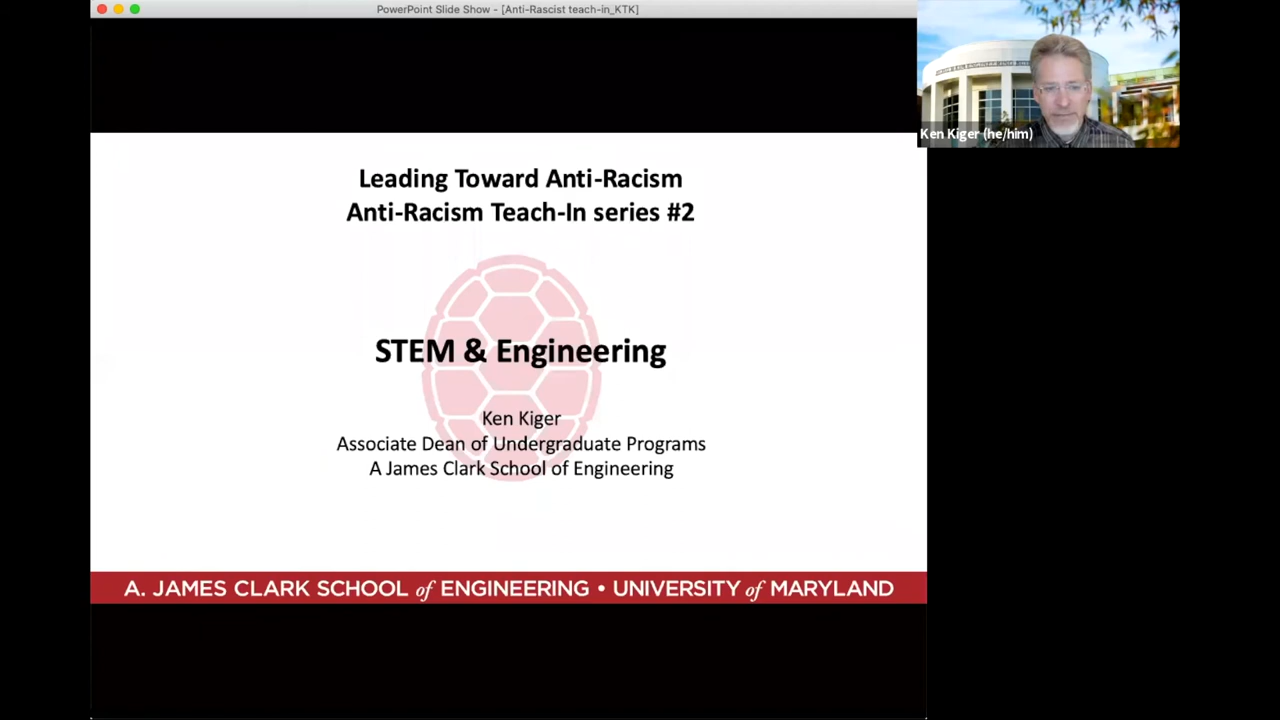 PowerPoint Slide Show - [Anti-Rascist teach-in_KTK]
Ken Kiger (he/him)
Leading Toward Anti-Racism
Anti-Racism Teach-In series #2
STEM & Engineering
Ken Kiger
Associate Dean of Undergraduate Programs
A James Clark School of Engineering
A. JAMES CLARK SCHOOL of ENGINEERING • UNIVERSITY of MARYLAND